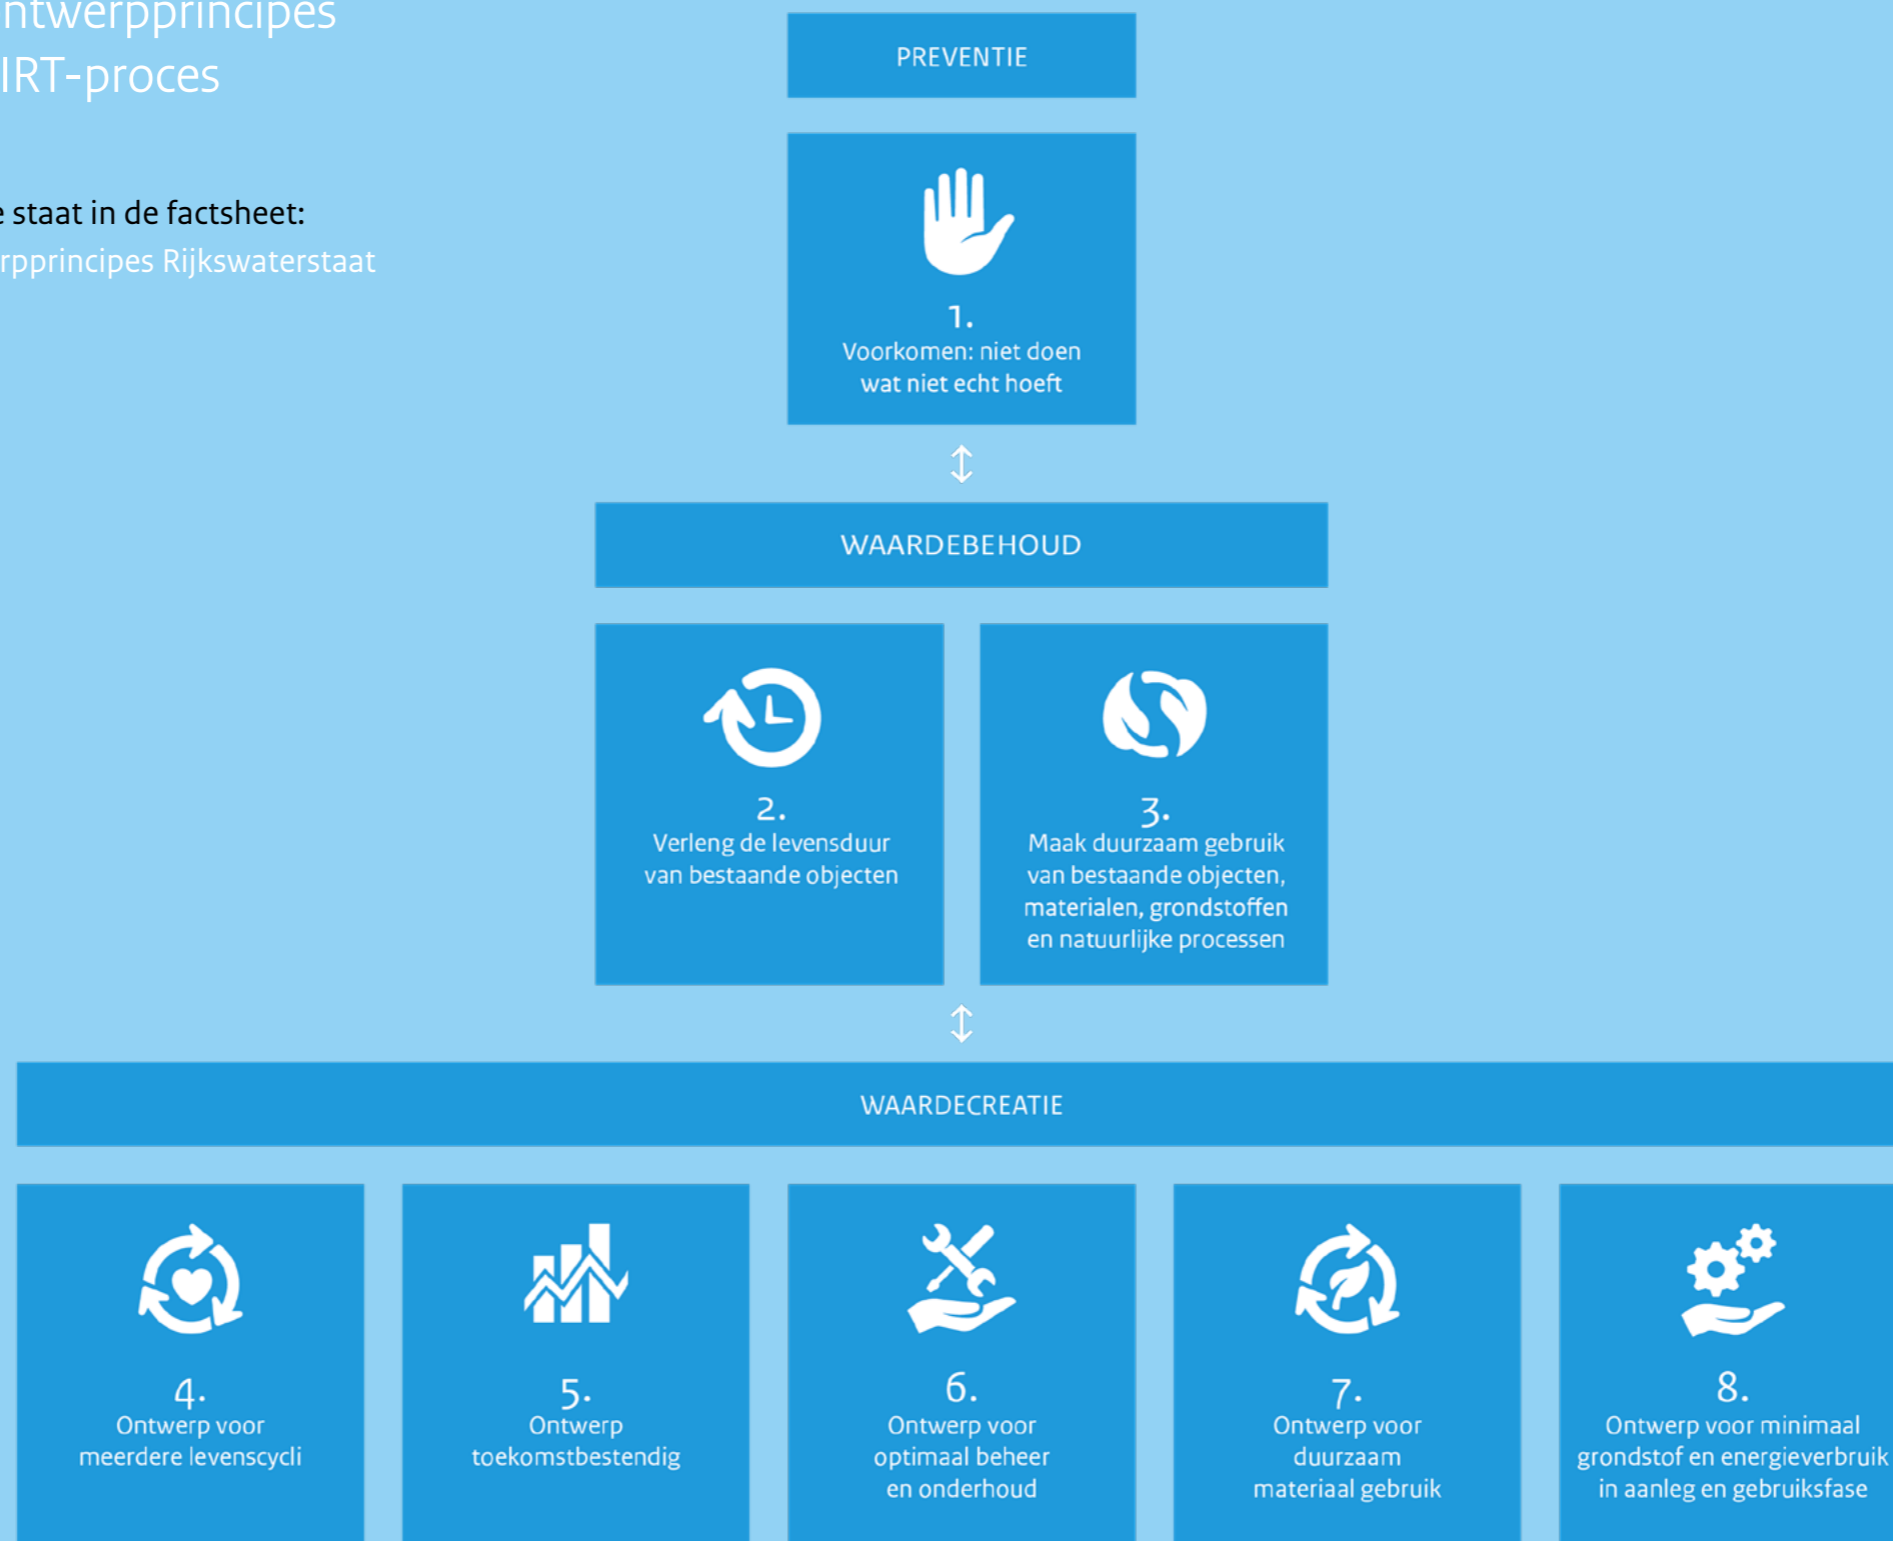 ntwerpprincipes
IRT-proces
e staat in de factsheet:
rpprincipes Rijkswaterstaat
PREVENTIE
1.
Voorkomen: niet doen
wat niet echt hoeft
WAARDEBEHOUD
2.
Verleng de levensduur
van bestaande objecten
3.
Maak duurzaam gebruik
van bestaande objecten,
materialen, grondstoffen
en natuurlijke processen
WAARDECREATIE
4.
Ontwerp voor
meerdere levenscycli
5.
Ontwerp
toekomstbestendig
6.
Ontwerp voor
optimaal beheer
en onderhoud
7.
Ontwerp voor
duurzaam
materiaal gebruik
8.
Ontwerp voor minimaal
grondstof en energieverbruik
in aanleg en gebruiksfase